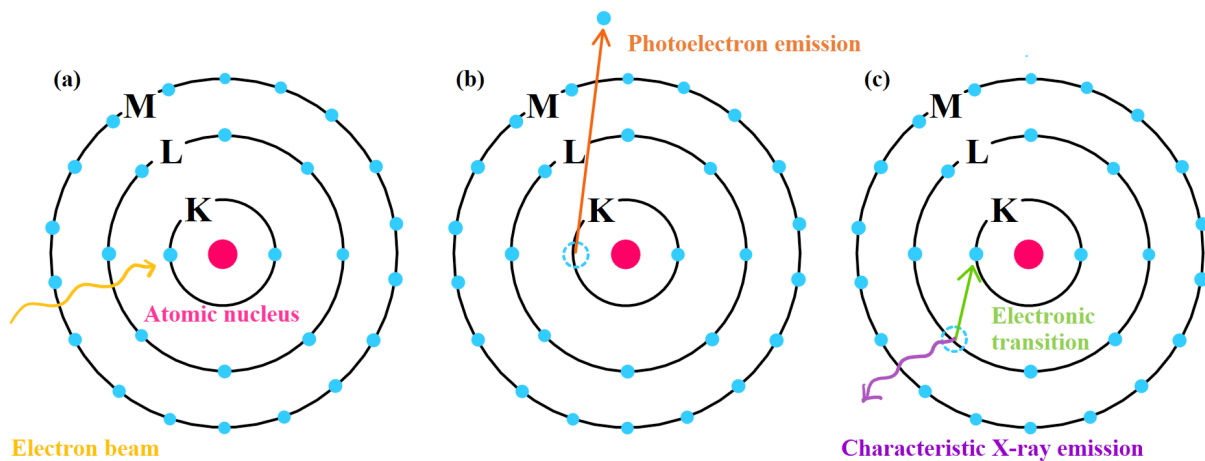 (a)
M
L
K
Atomic nucleus
Electron beam
(b)
Photoelectron emission
M
L
K
(c)
M
L
K
Electronic
transition
Characteristic X-ray emission